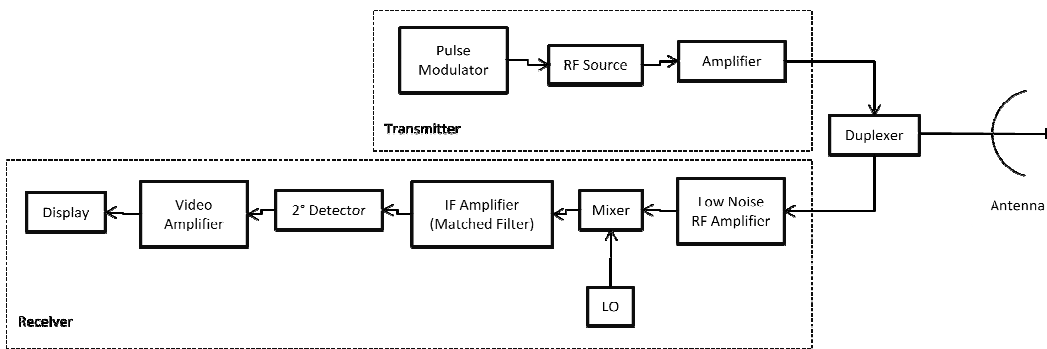 Pulse
Modulator
RF Source
Amplifier
Transmitter
Duplexer
Antenna
Display
Video
Amplifier
2° Detector
IF Amplifier
(Matched Filter)
Mixer
Low Noise
RF Amplifier
LO
Receiver